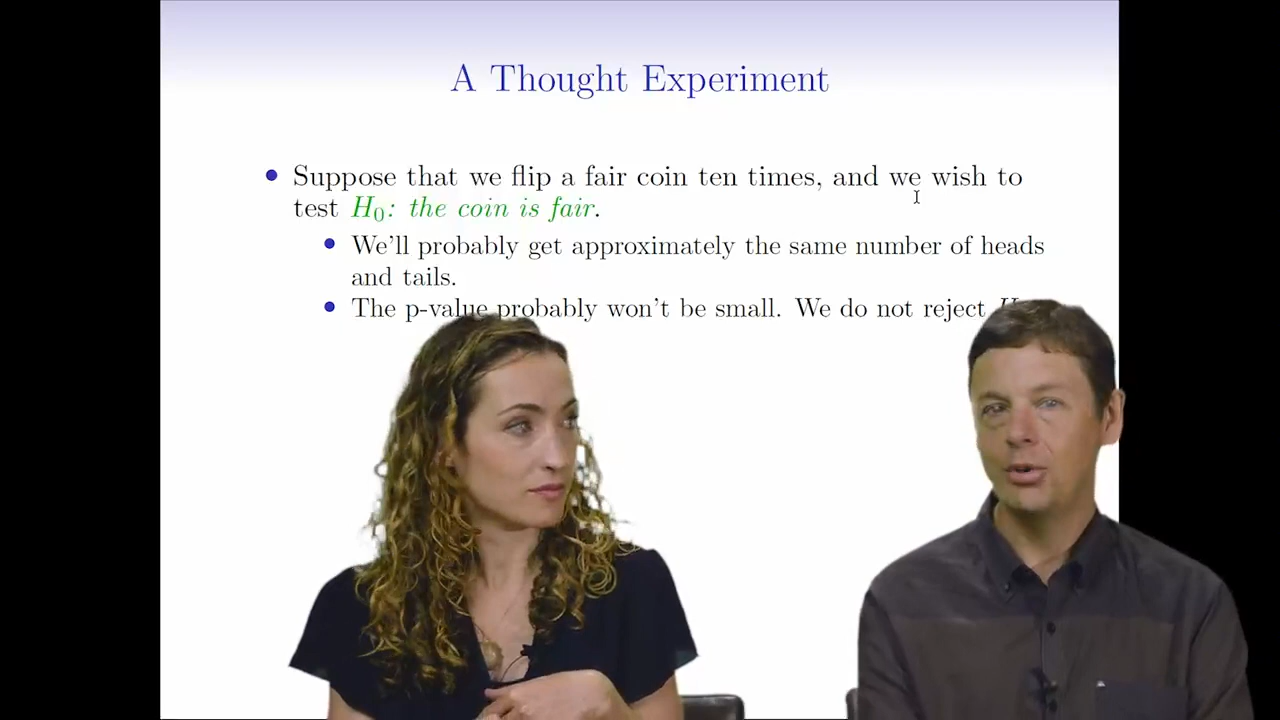 A Thought Experiment
• Suppose that we flip a fair coin ten times, and we wish to
test H₀: the coin is fair.
• We'll probably get approximately the same number of heads
and tails.
• The p-value probably won't be small. We do not reject